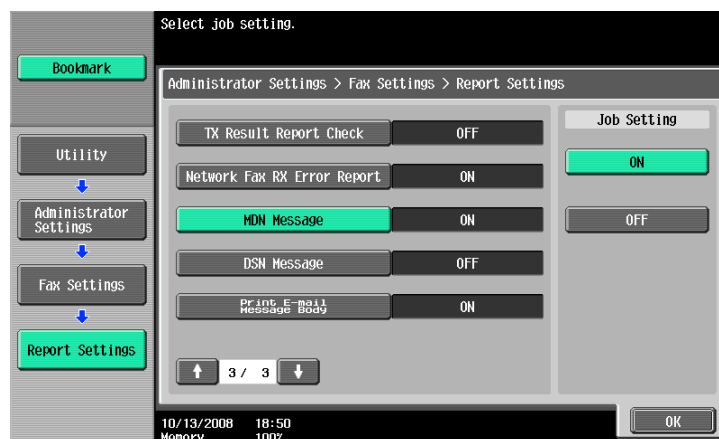 Select job setting.
Bookmark
Administrator Settings > Fax Settings > Report Settings
Utility
Administrator
Settings
Fax Settings
Report Settings
TX Result Report Check OFF
Network Fax RX Error Report ON
MDN Message ON
DSN Message OFF
Print E-mail
Message Body ON
3/ 3
Job Setting
ON
OFF
10/13/2008 18:50
Memory 100%
OK